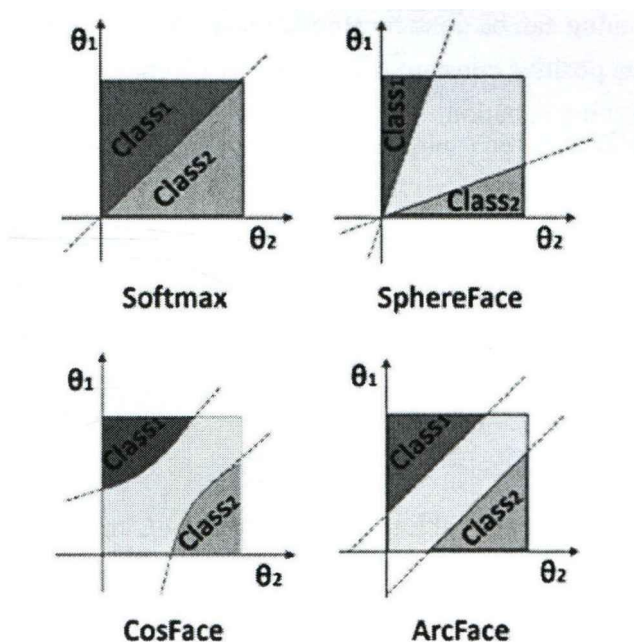 θ1
θ1
Class1
Class2
Class1
Class2
θ2
θ2
Softmax
SphereFace
θ1
θ1
Class1
Class2
Class1
Class2
θ2
θ2
CosFace
ArcFace